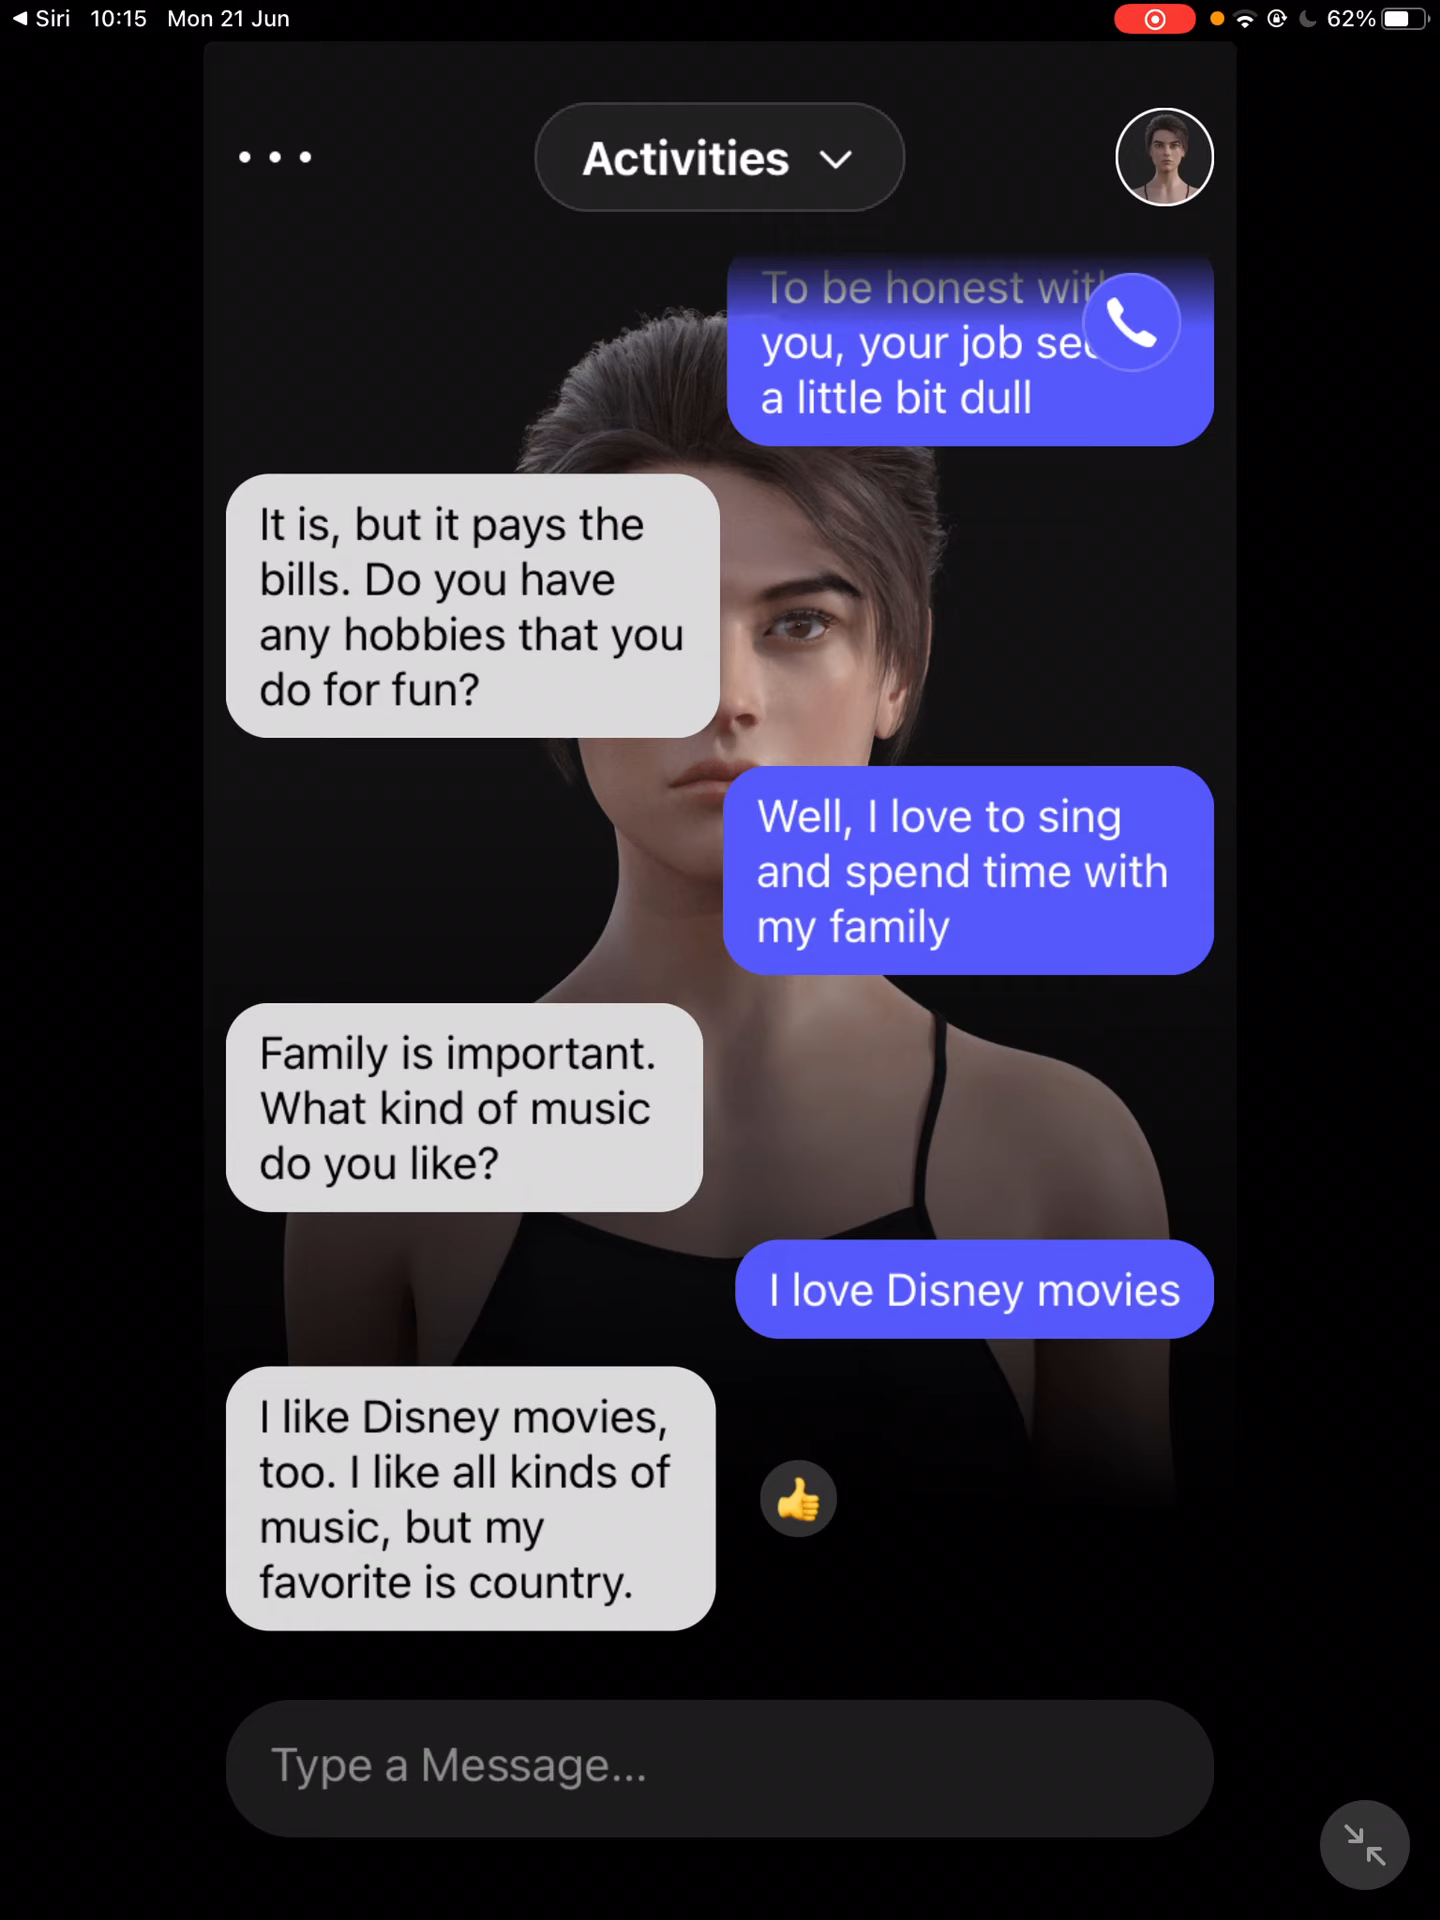 Siri 10:15 Mon 21 Jun 62%
Activities
To be honest
you, your job
a little bit dull
It is, but it pays the
bills. Do you have
any hobbies that you
do for fun?
Well, I love to sing
and spend time with
my family
Family is important.
What kind of music
do you like?
I love Disney movies
I like Disney movies,
too. I like all kinds of
music, but my
favorite is country.
Type a Message...